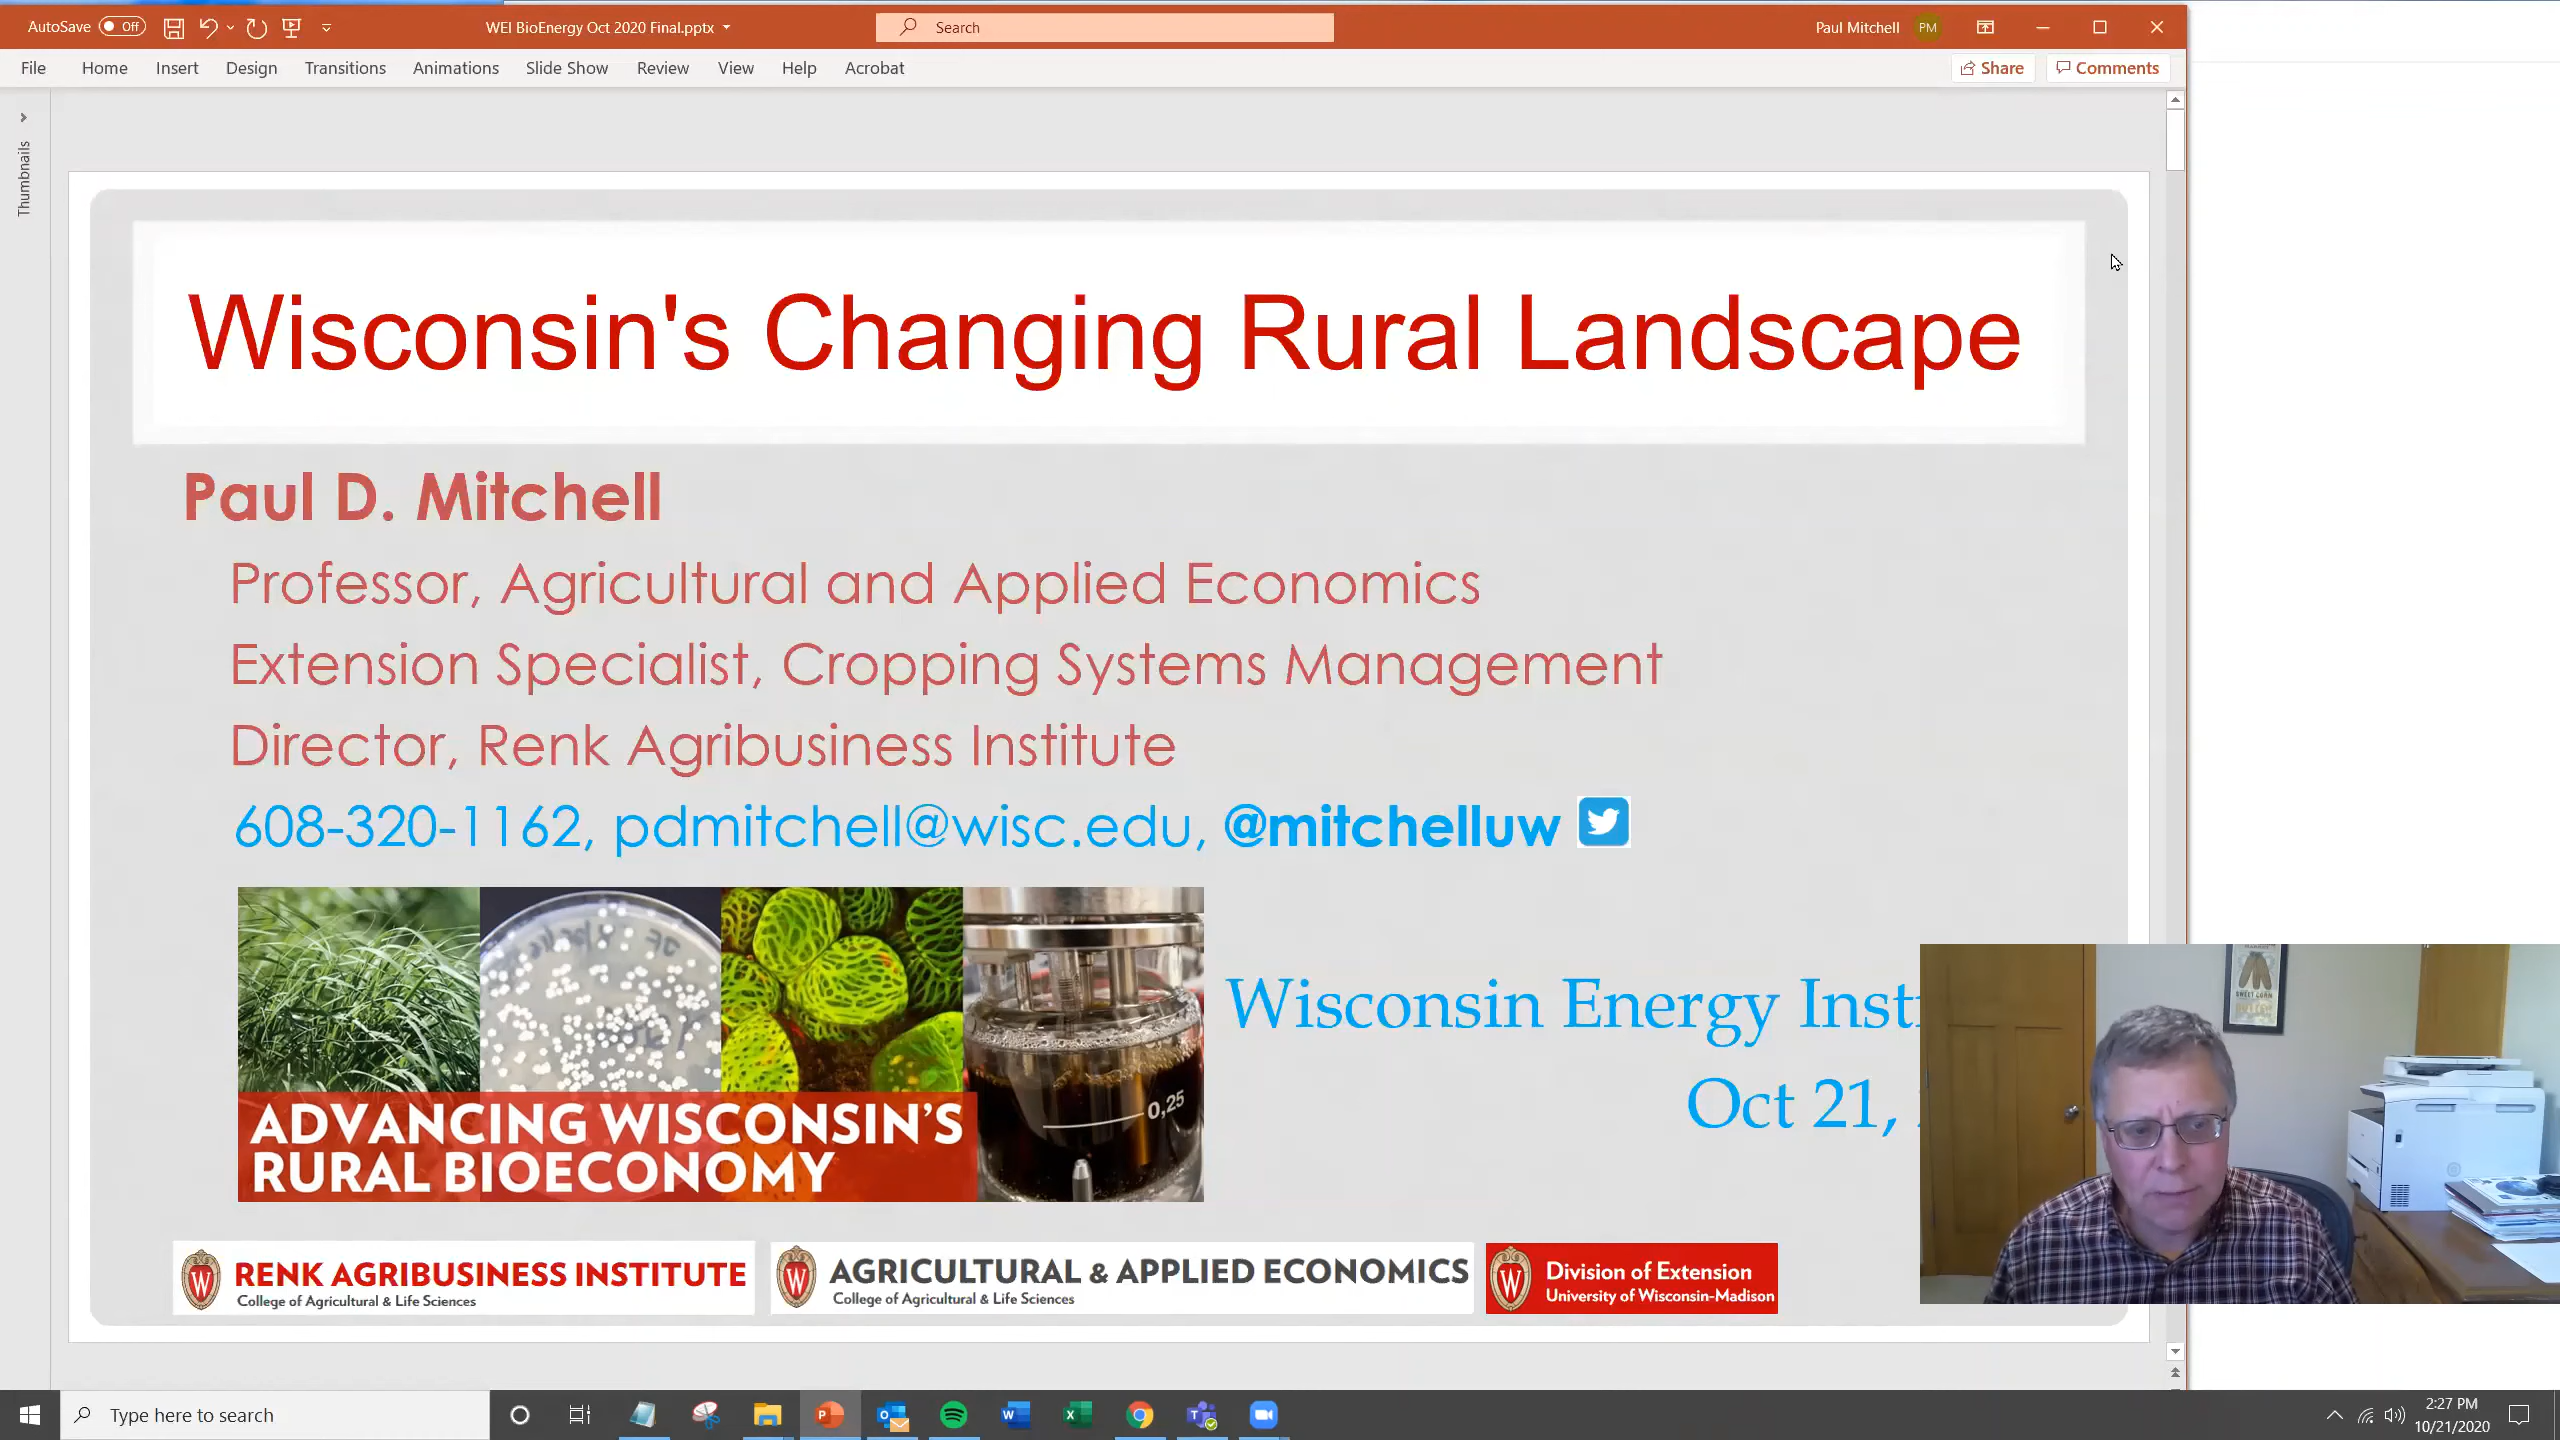 AutoSave Off
WEI BioEnergy Oct 2020 Final.pptx
Search
Paul Mitchell PM
File Home Insert Design Transitions Animations Slide Show Review View Help Acrobat
Share Comments
Thumbnails
Wisconsin's Changing Rural Landscape
Paul D. Mitchell
Professor, Agricultural and Applied Economics
Extension Specialist, Cropping Systems Management
Director, Renk Agribusiness Institute
608-320-1162, pdmitchell@wisc.edu, @mitchelluw
Wisconsin Energy
Oct 21,
0,25
ADVANCING WISCONSIN'S
RURAL BIOECONOMY
SWEET CORN
W RENK AGRIBUSINESS INSTITUTE
College of Agricultural & Life Sciences
W AGRICULTURAL & APPLIED ECONOMICS
College of Agricultural & Life Sciences
W Division of Extension
University of Wisconsin-Madison
Type here to search
2:27 PM
10/21/2020